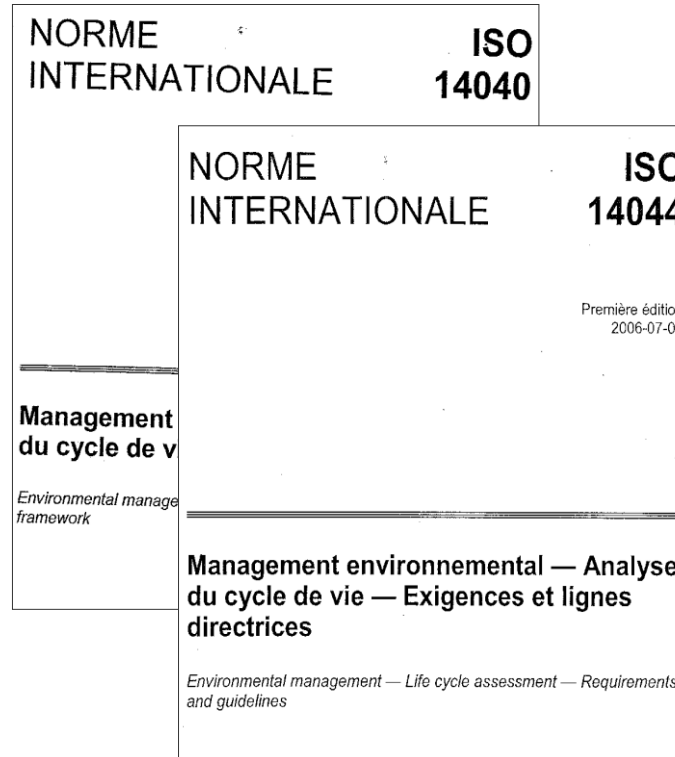 NORME
INTERNATIONALE
ISO
14040
Management
du cycle de v
Environmental manage
framework
NORME
INTERNATIONALE
ISO
14044
Première éditio
2006-07-0
Management environnemental — Analyse
du cycle de vie — Exigences et lignes
directrices
Environmental management — Life cycle assessment — Requirements
and guidelines